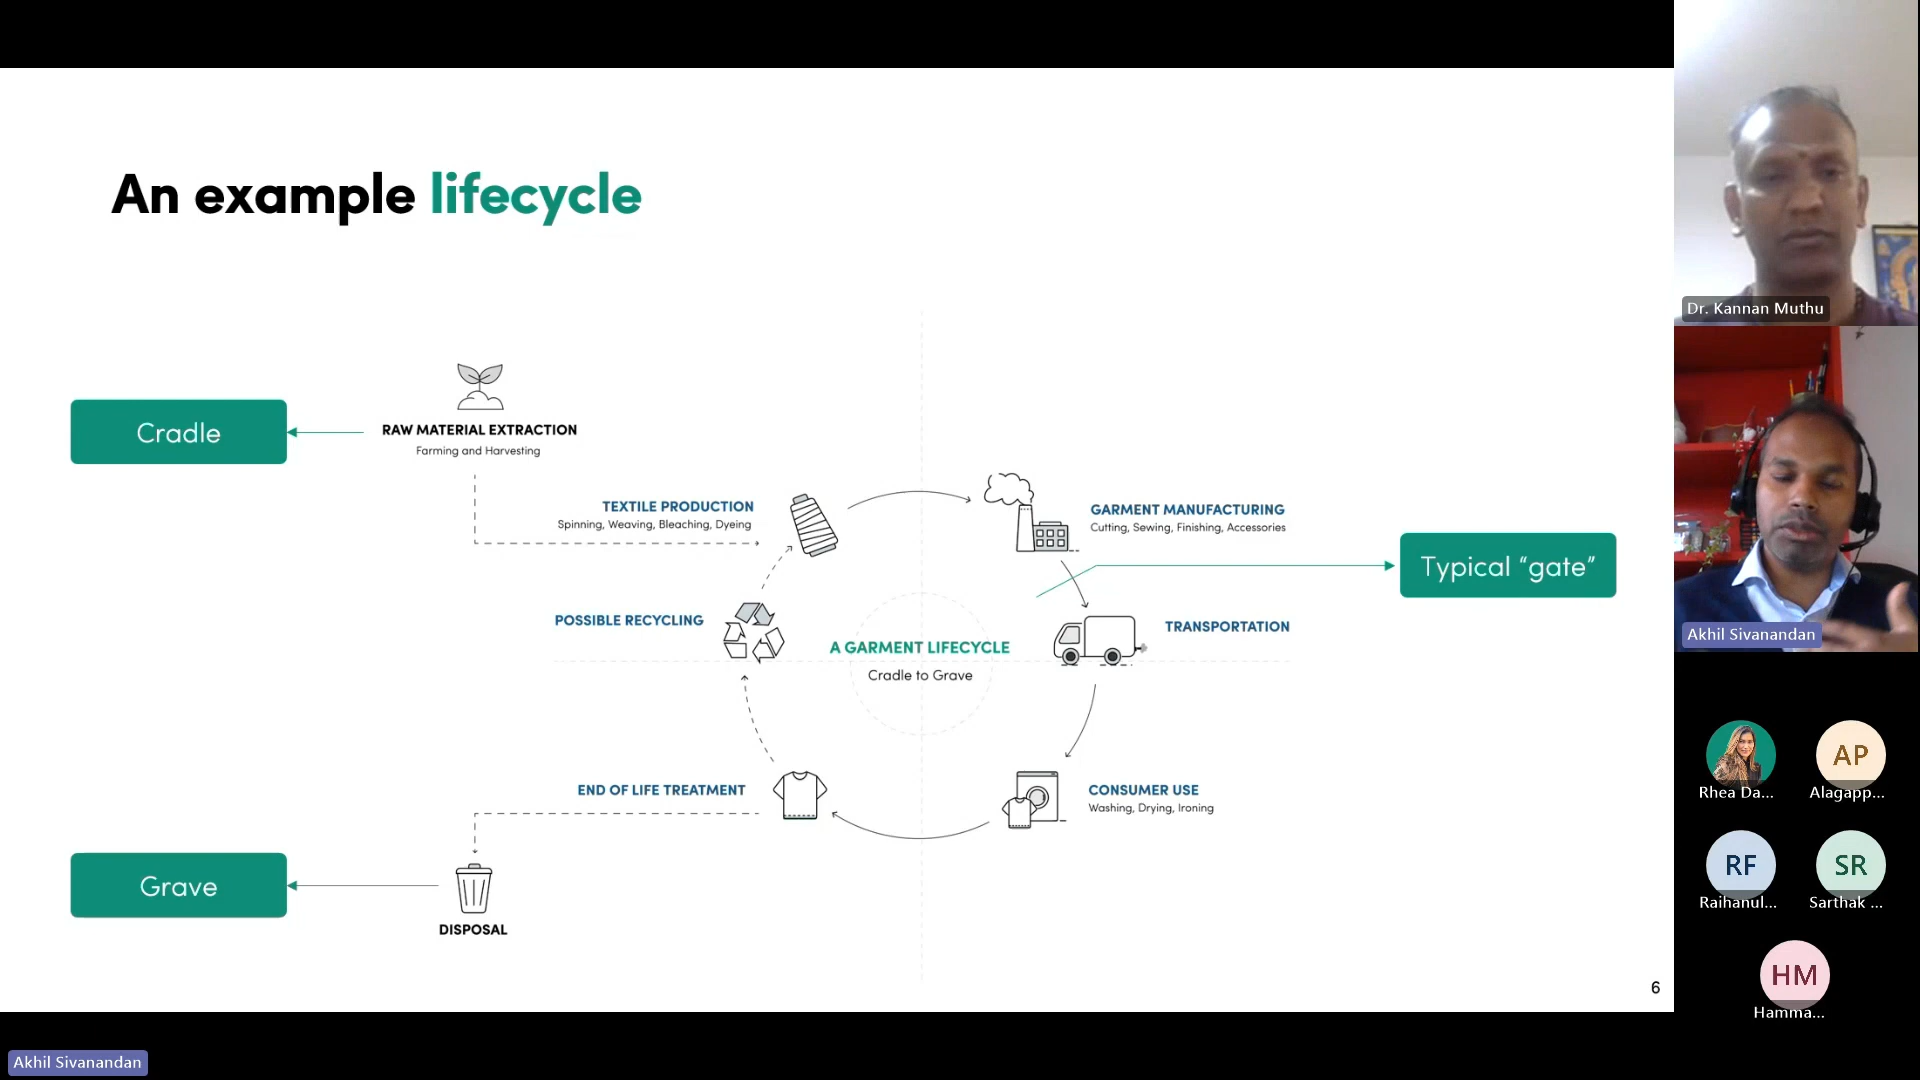 An example lifecycle
Cradle
RAW MATERIAL EXTRACTION
Farming and Harvesting
TEXTILE PRODUCTION
Spinning, Weaving, Bleaching, Dyeing
GARMENT MANUFACTURING
Cutting, Sewing, Finishing, Accessories
Typical “gate”
POSSIBLE RECYCLING
TRANSPORTATION
A GARMENT LIFECYCLE
Cradle to Grave
END OF LIFE TREATMENT
CONSUMER USE
Washing, Drying, Ironing
Grave
DISPOSAL
6
Akhil Sivanandan
Dr. Kannan Muthu
Akhil Sivanandan
Rhea Da...
AP
Alagapp...
RF
Raihanul...
SR
Sarthak ...
HM
Hamma...